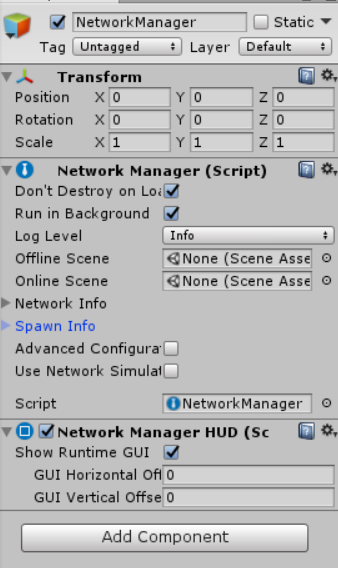 NetworkManager Static
Tag Untagged Layer Default
Transform
Position X 0 Y 0 Z 0
Rotation X 0 Y 0 Z 0
Scale X 1 Y 1 Z 1
Network Manager (Script)
Don't Destroy on Loa
Run in Background
Log Level Info
Offline Scene None (Scene Asse
Online Scene None (Scene Asse
Network Info
Spawn Info
Advanced Configurat
Use Network Simulat
Script NetworkManager
Network Manager HUD (Sc
Show Runtime GUI
GUI Horizontal Off 0
GUI Vertical Offse 0
Add Component